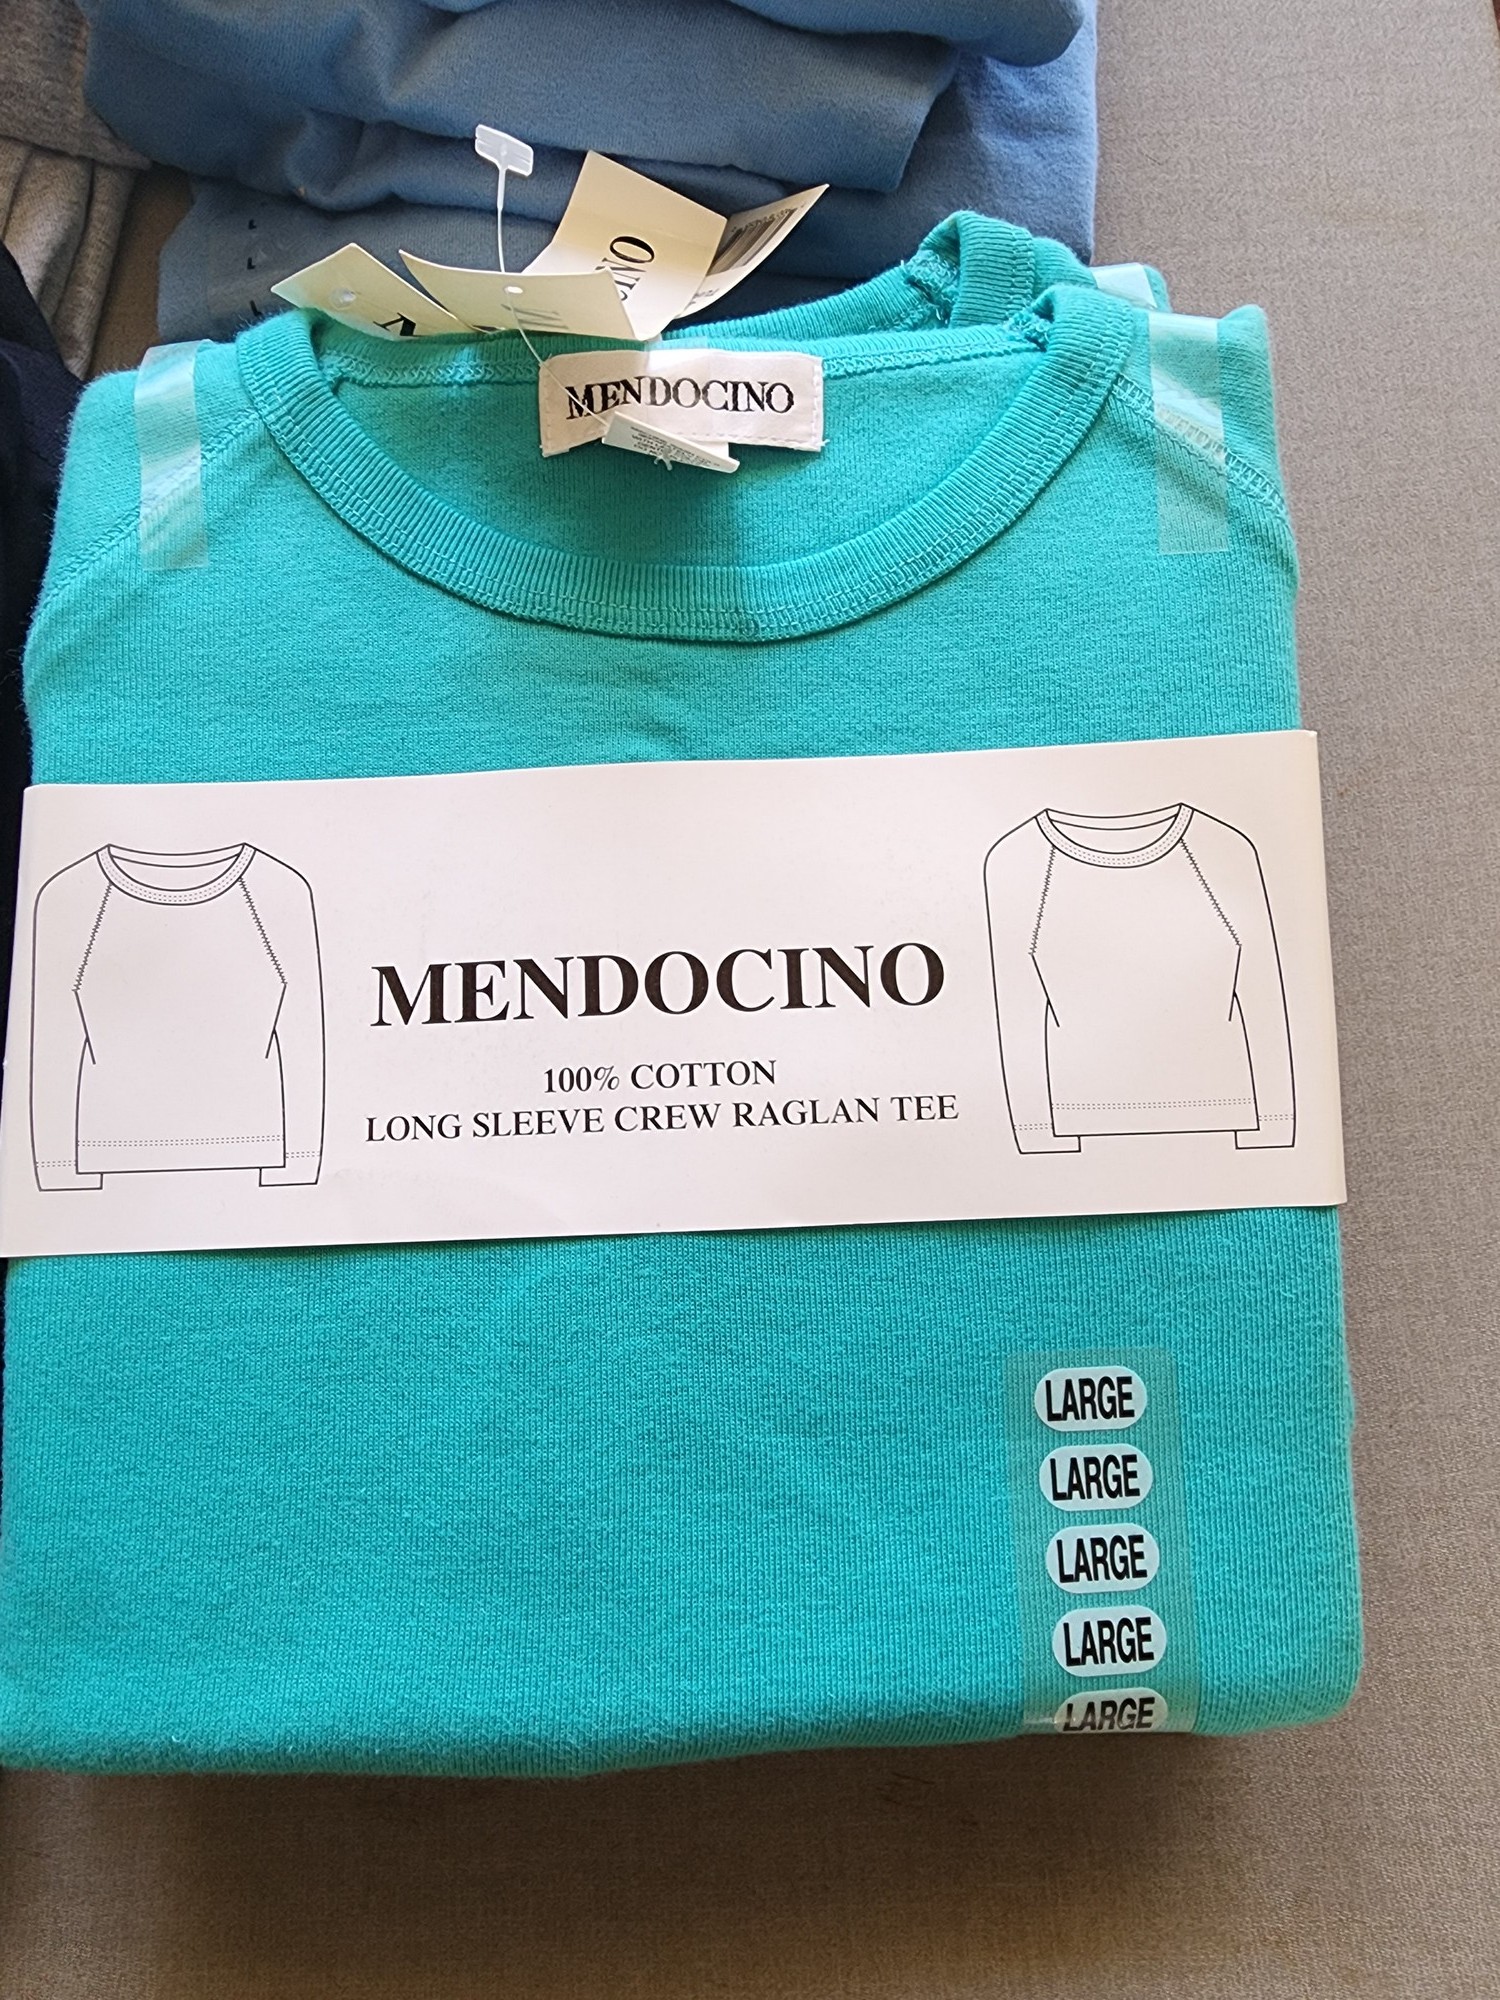 MENDOCINO
MENDOCINO
100% COTTON
LONG SLEEVE CREW RAGLAN TEE
LARGE
LARGE
LARGE
LARGE
LARGE